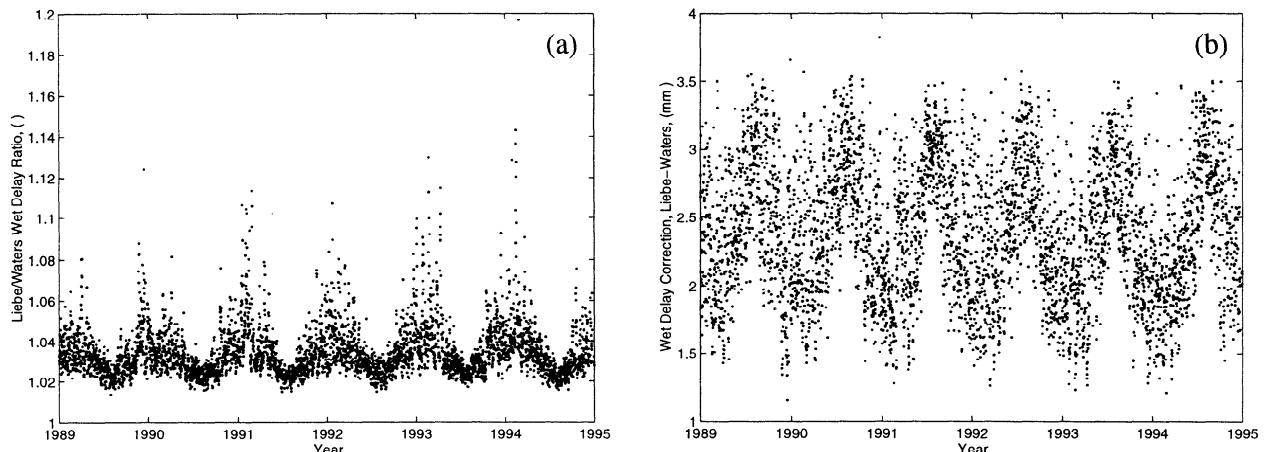 (a)
Liebe/Waters Wet Delay Ratio, ( )
1.2
1.18
1.16
1.14
1.12
1.1
1.08
1.06
1.04
1.02
1
1989 1990 1991 1992 1993 1994 1995
Year
(b)
Wet Delay Correction, Liebe-Waters, (mm)
4
3.5
3
2.5
2
1.5
1
1989 1990 1991 1992 1993 1994 1995
Year